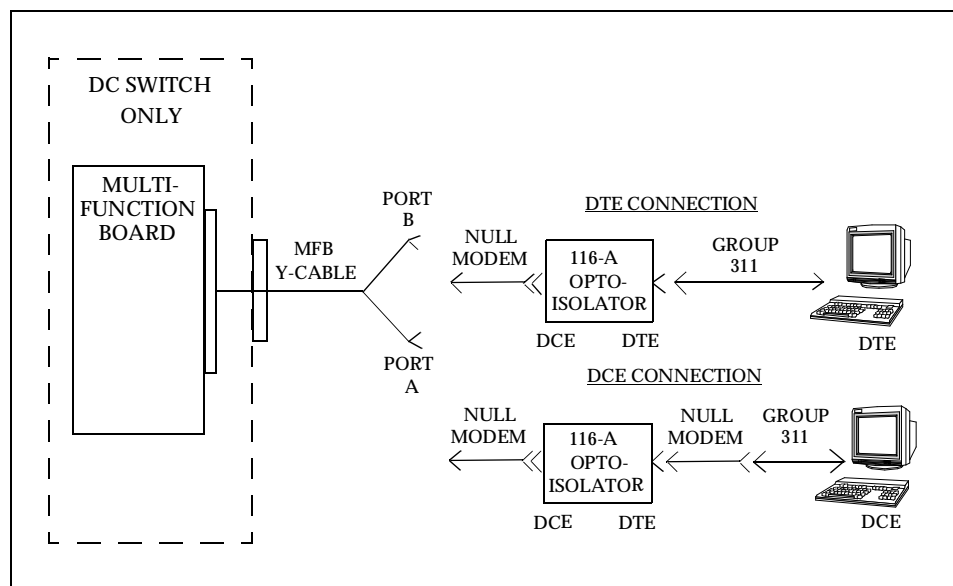 DC SWITCH
ONLY
MULTI-
FUNCTION
BOARD
MFB
Y-CABLE
PORT
B
PORT
A
DTE CONNECTION
NULL
MODEM
116-A
OPTO-
ISOLATOR
GROUP
311
DCE
DTE
DTE
DCE CONNECTION
NULL
MODEM
116-A
OPTO-
ISOLATOR
NULL
MODEM
GROUP
311
DCE
DTE
DCE